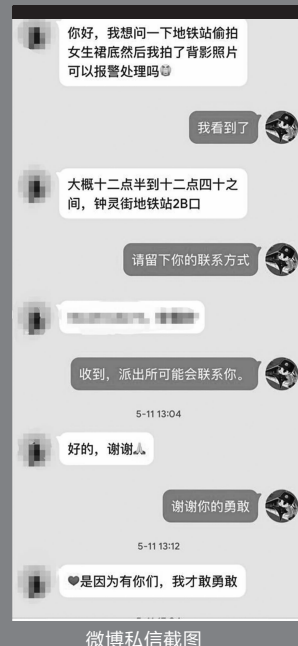 你好，我想问一下地铁站偷拍
女生裙底然后我拍了背影照片
可以报警处理吗
我看到了
大概十二点半到十二点四十之
间，钟灵街地铁站2B口
请留下你的联系方式
收到，派出所可能会联系你。
5-11 13:04
好的，谢谢🙏
谢谢你的勇敢
5-11 13:12
❤是因为有你们，我才敢勇敢
微博私信截图